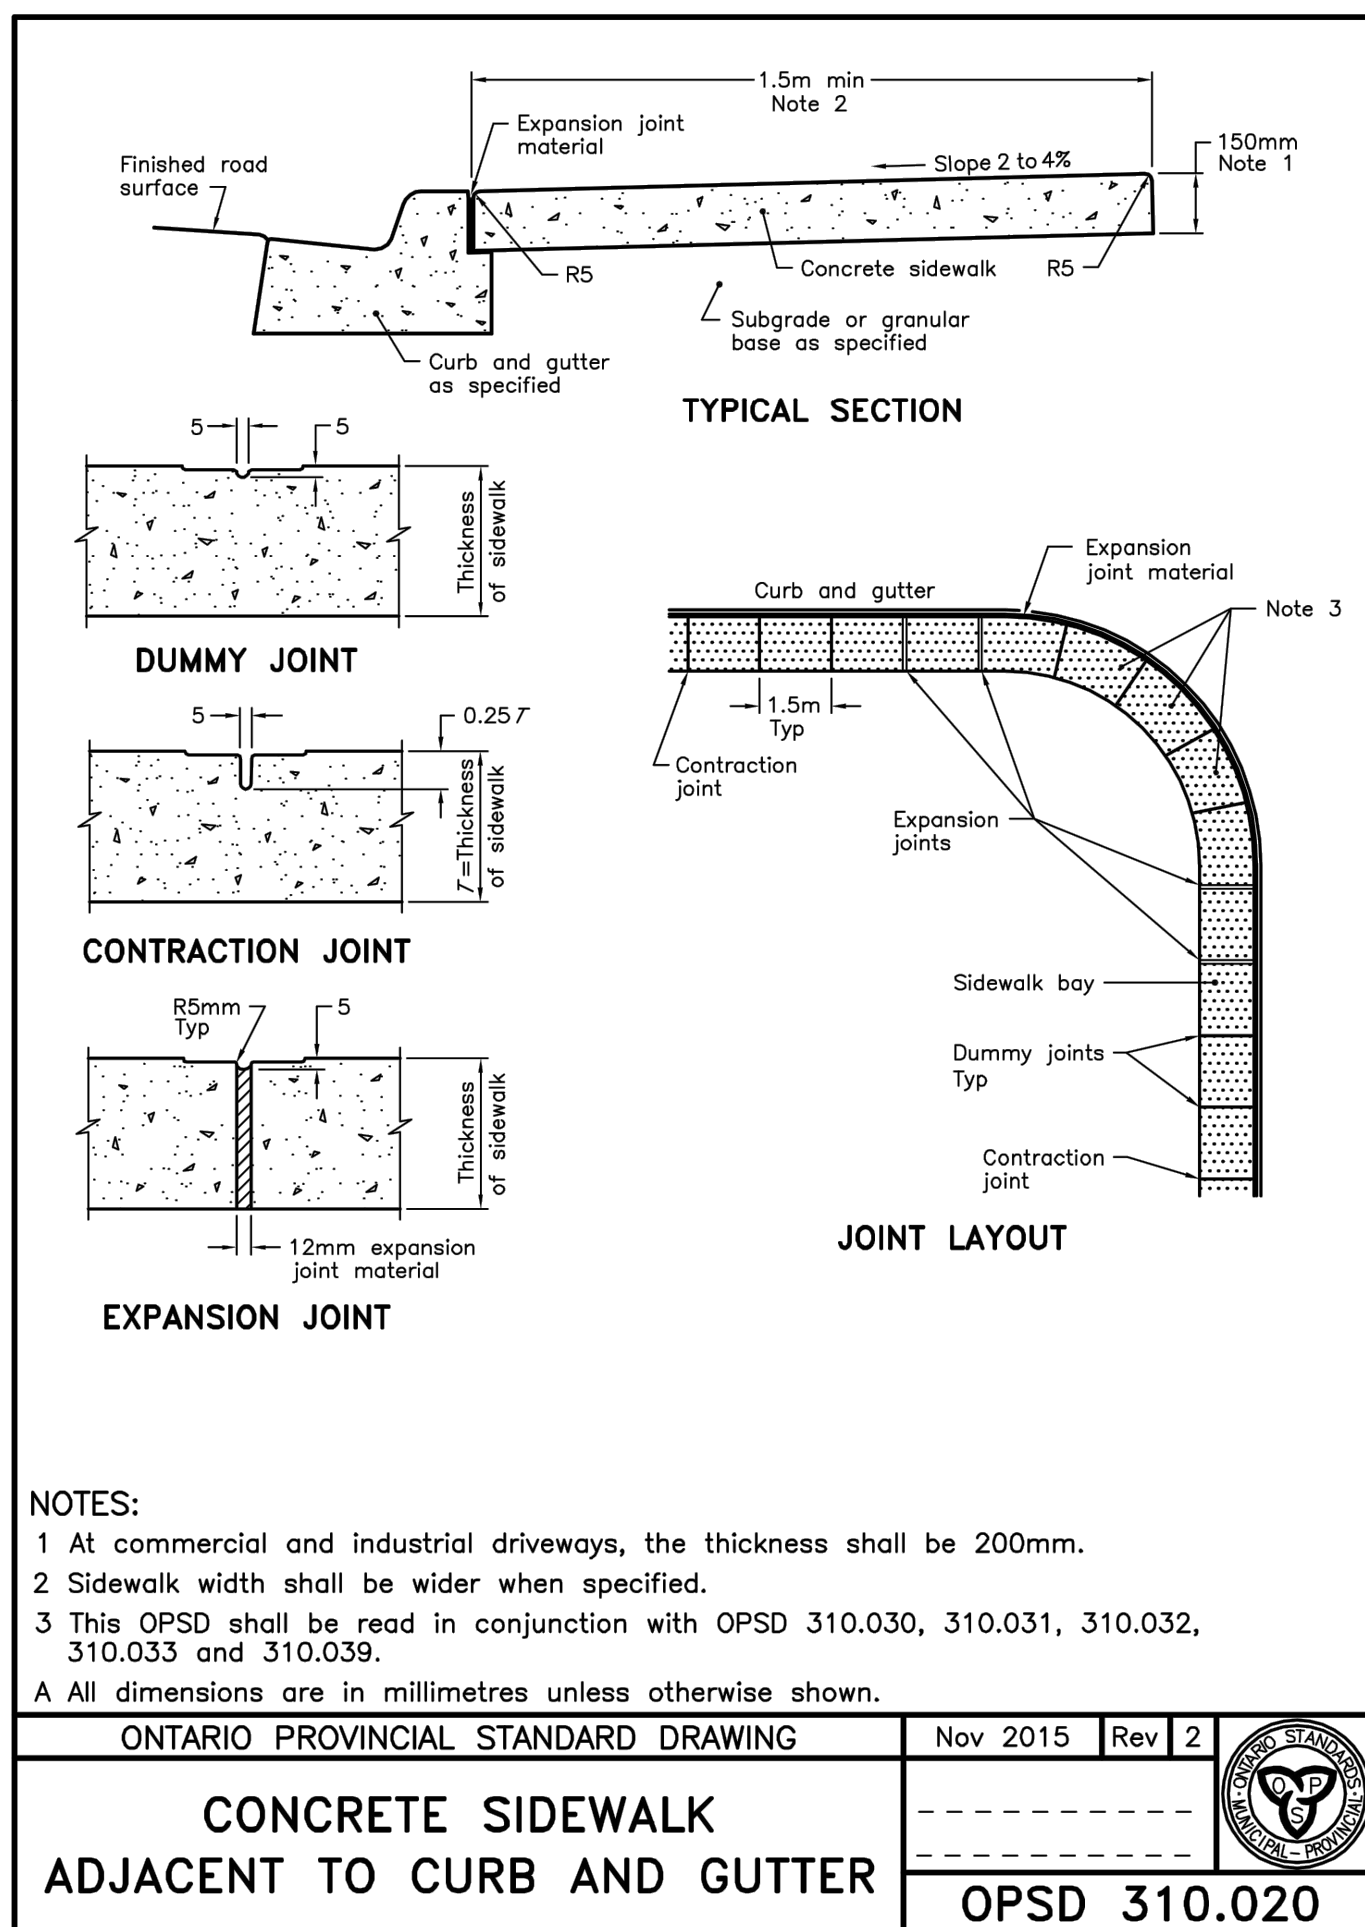 1.5m min
Note 2
Expansion joint
material
Finished road
surface
Slope 2 to 4%
150mm
Note 1
R5
Concrete sidewalk
R5
Subgrade or granular
base as specified
Curb and gutter
as specified
TYPICAL SECTION
5
5
Thickness
of sidewalk
DUMMY JOINT
5
0.25T
T=Thickness
of sidewalk
CONTRACTION JOINT
R5mm
Typ
5
Thickness
of sidewalk
12mm expansion
joint material
EXPANSION JOINT
Expansion
joint material
Curb and gutter
Note 3
1.5m
Typ
Contraction
joint
Expansion
joints
Sidewalk bay
Dummy joints
Typ
Contraction
joint
JOINT LAYOUT
NOTES:
1 At commercial and industrial driveways, the thickness shall be 200mm.
2 Sidewalk width shall be wider when specified.
3 This OPSD shall be read in conjunction with OPSD 310.030, 310.031, 310.032,
310.033 and 310.039.
A All dimensions are in millimetres unless otherwise shown.
ONTARIO PROVINCIAL STANDARD DRAWING
Nov 2015
Rev
2
CONCRETE SIDEWALK
ADJACENT TO CURB AND GUTTER
ONTARIO STANDARDS
MUNICIPAL - PROVINCIAL
O P
S
OPSD 310.020